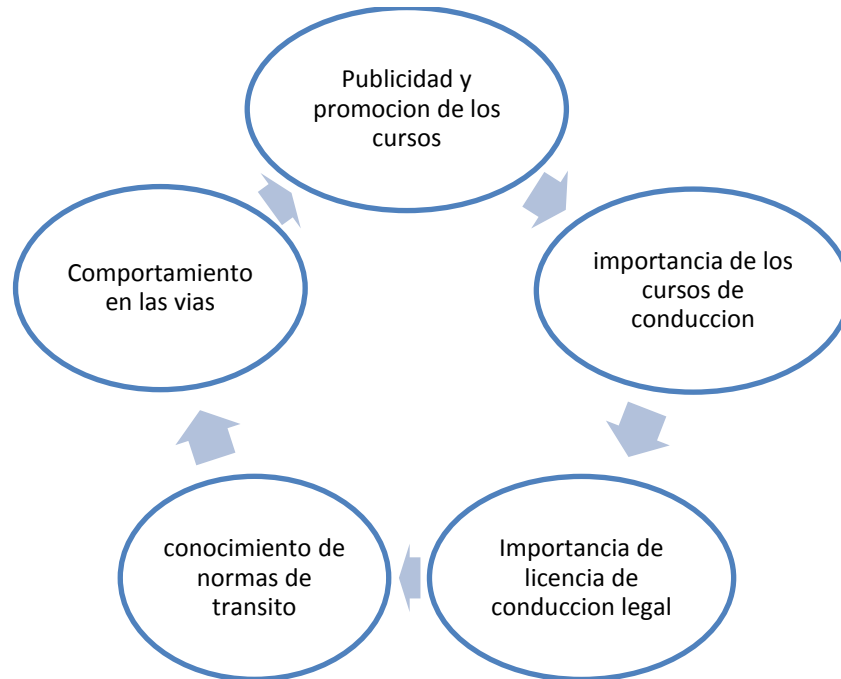 Publicidad y
promocion de los
cursos
importancia de los
cursos de
conduccion
Importancia de
licencia de
conduccion legal
conocimiento de
normas de
transito
Comportamiento
en las vias